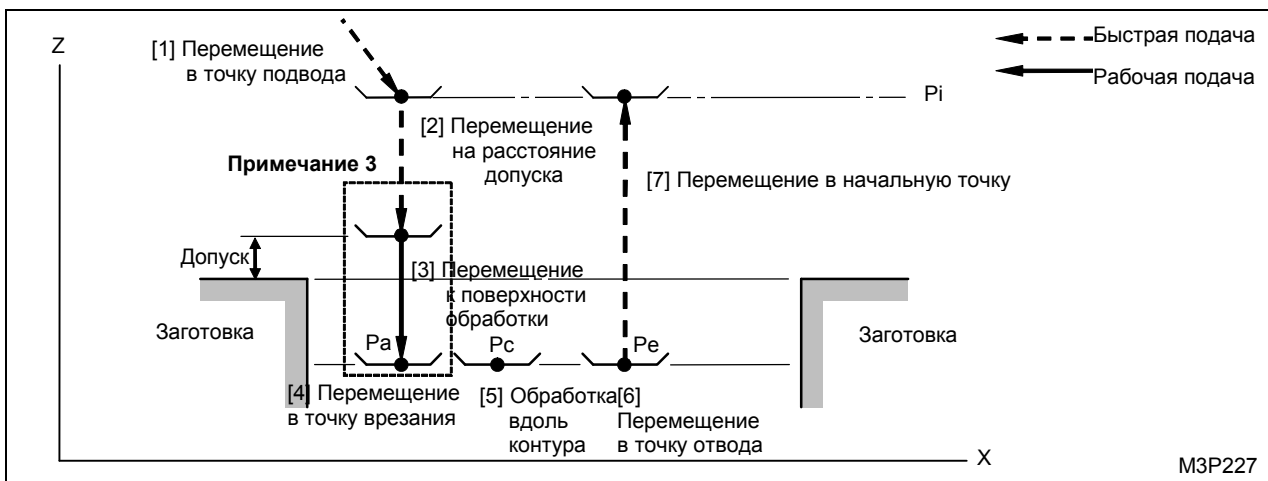 Z
[1] Перемещение
в точку подвода
Быстрая подача
Рабочая подача
Pi
[2] Перемещение
на расстояние
допуска
Примечание 3
[7] Перемещение в начальную точку
Допуск
[3] Перемещение
к поверхности
обработки
Заготовка
Заготовка
Pa
Pc
Pe
[4] Перемещение
в точку врезания
[5] Обработка
вдоль
контура
[6]
Перемещение
в точку отвода
X
M3P227